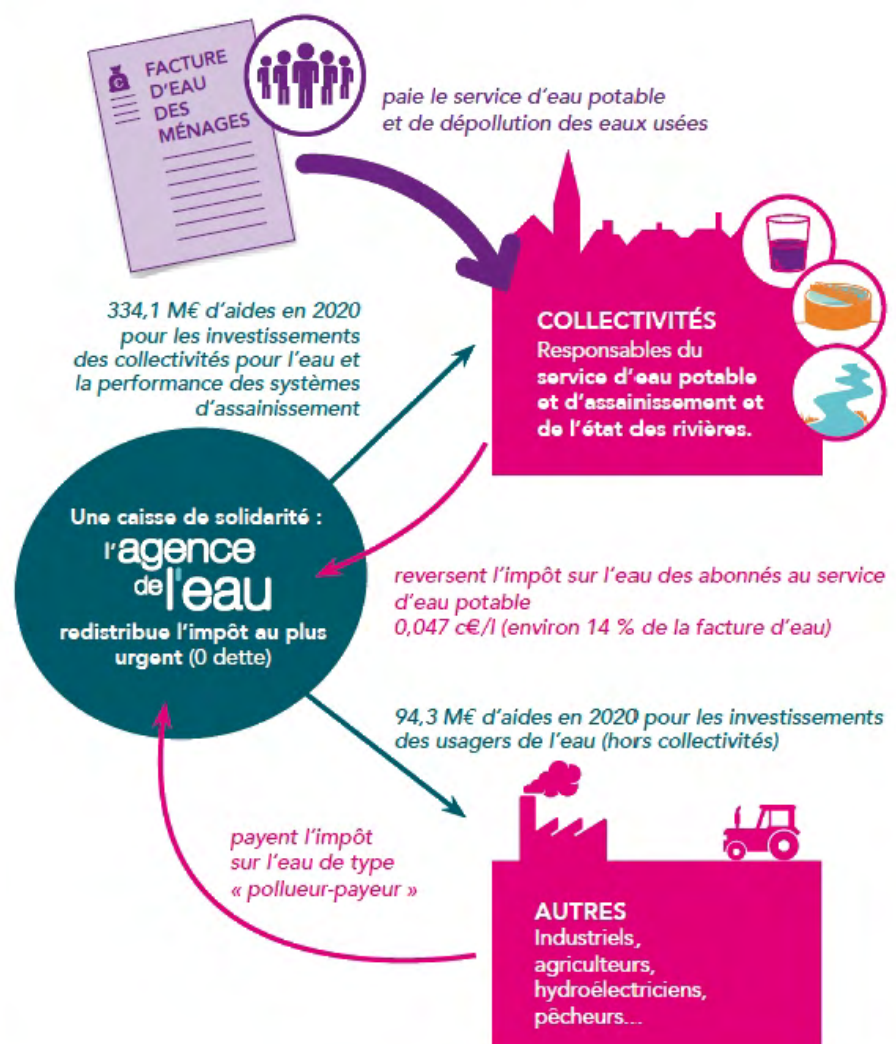 FACTURE
D'EAU
DES
MÉNAGES
€
paie le service d'eau potable
et de dépollution des eaux usées
334,1 M€ d'aides en 2020
pour les investissements
des collectivités pour l'eau et
la performance des systèmes
d'assainissement
COLLECTIVITÉS
Responsables du
service d'eau potable
et d'assainissement et
de l'état des rivières.
Une caisse de solidarité :
l'agence
de l'eau
redistribue l'impôt au plus
urgent (0 dette)
reversent l'impôt sur l'eau des abonnés au service
d'eau potable
0,047 c€/l (environ 14 % de la facture d'eau)
94,3 M€ d'aides en 2020 pour les investissements
des usagers de l'eau (hors collectivités)
payent l'impôt
sur l'eau de type
« pollueur-payeur »
AUTRES
Industriels,
agriculteurs,
hydroélectriciens,
pêcheurs...